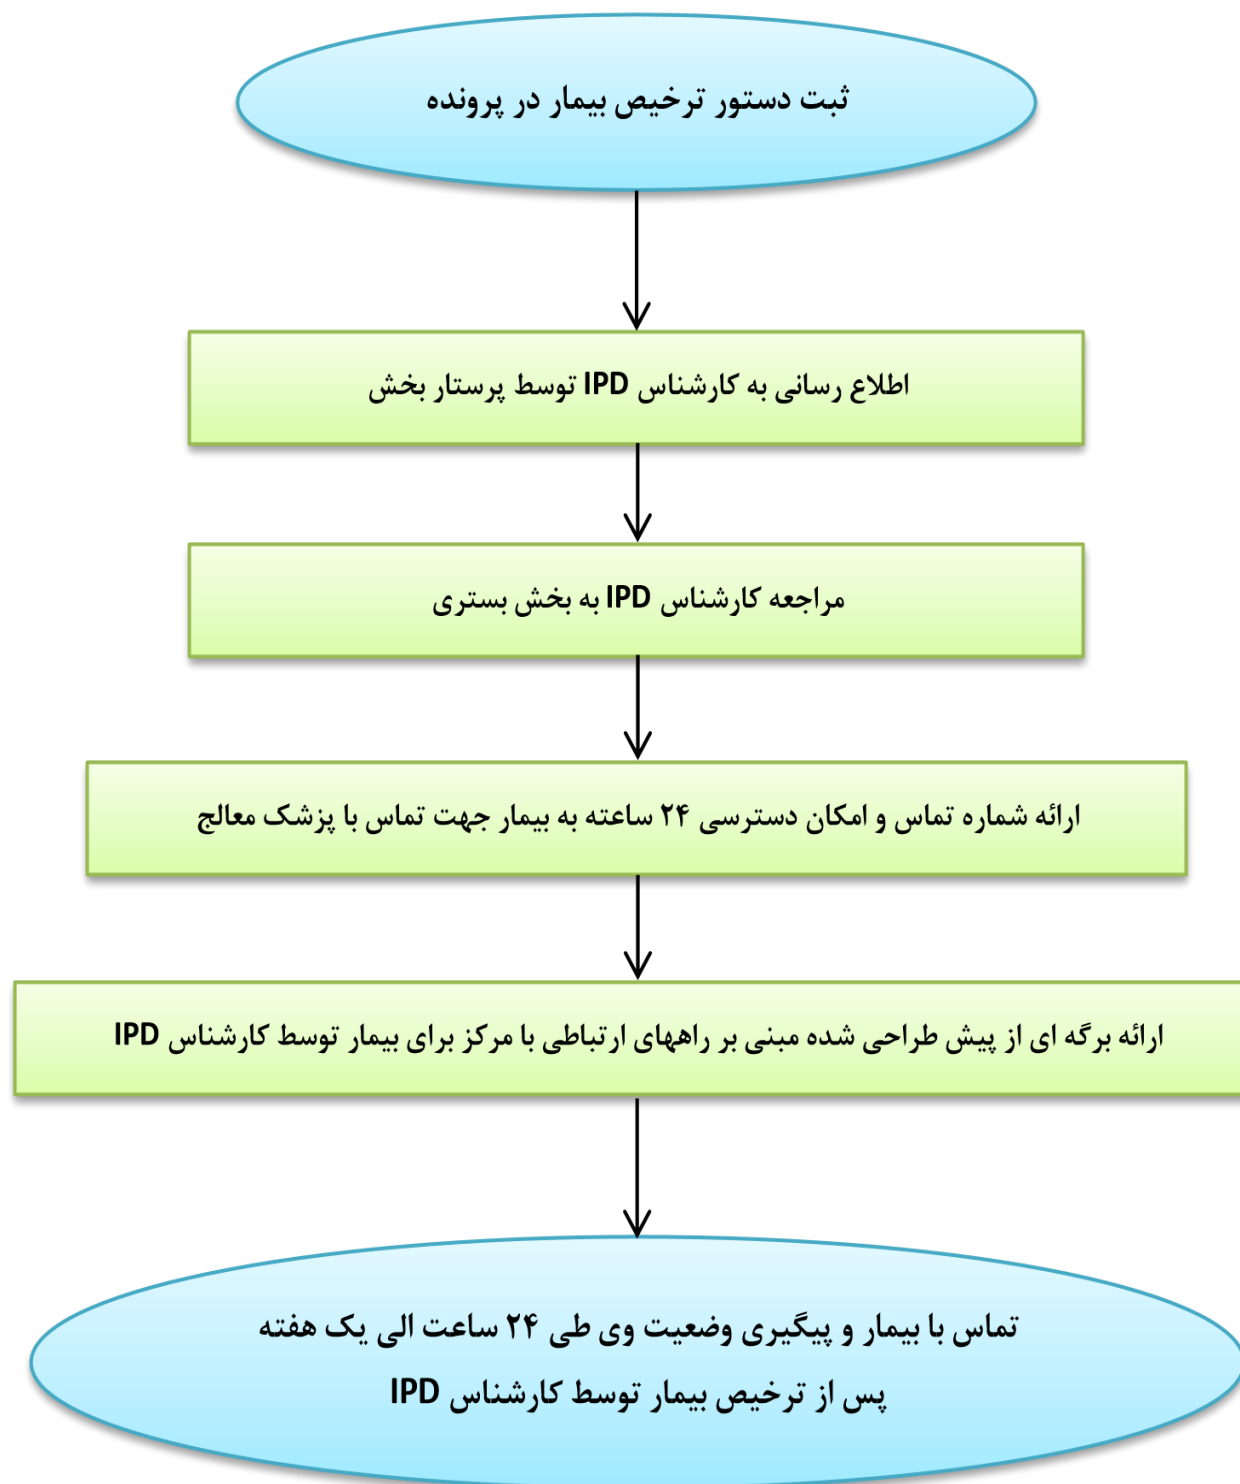 ثبت دستور ترخیص بیمار در پرونده
اطلاع رسانی به کارشناس IPD توسط پرستار بخش
مراجعه کارشناس IPD به بخش بستری
ارائه شماره تماس و امکان دسترسی ۲۴ ساعته به بیمار جهت تماس با پزشک معالج
ارائه برگه ای از پیش طراحی شده مبنی بر راههای ارتباطی با مرکز برای بیمار توسط کارشناس IPD
تماس با بیمار و پیگیری وضعیت وی طی ۲۴ ساعت الی یک هفته
پس از ترخیص بیمار توسط کارشناس IPD